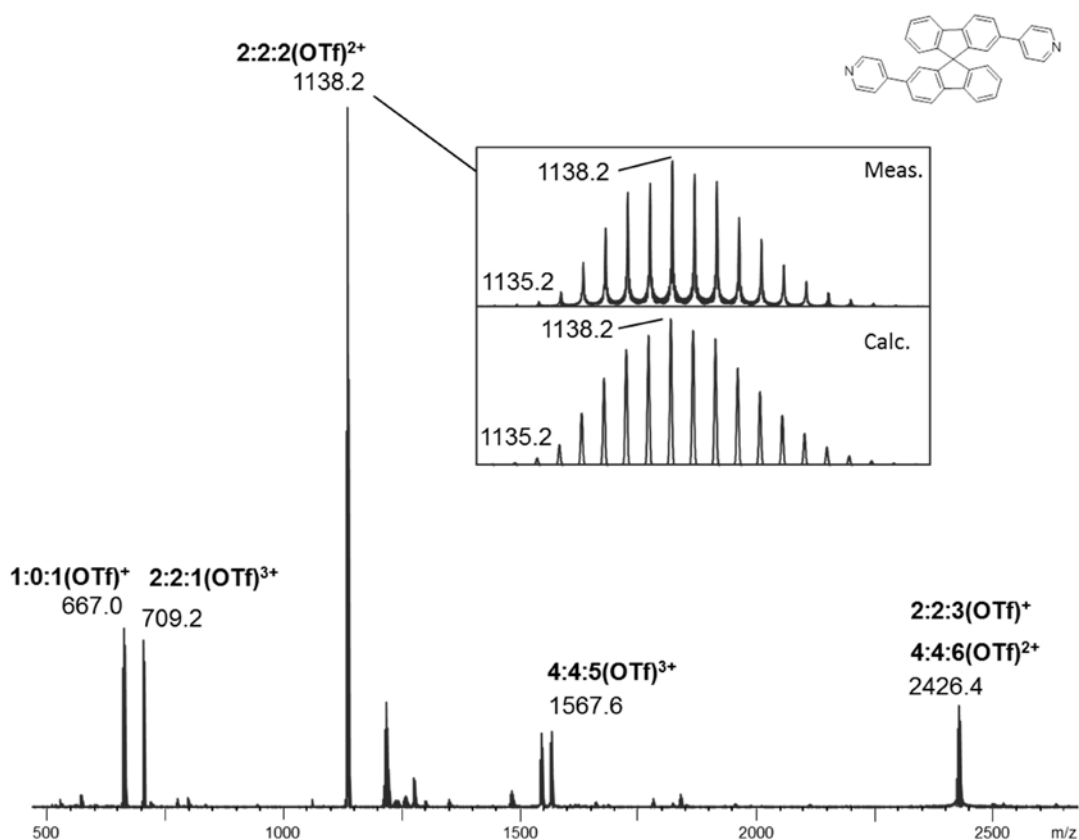 2:2:2(OTf)2+
1138.2
N
N
1138.2
Meas.
1135.2
1138.2
Calc.
1135.2
1:0:1(OTf)+
667.0
2:2:1(OTf)3+
709.2
4:4:5(OTf)3+
1567.6
2:2:3(OTf)+
4:4:6(OTf)2+
2426.4
500 1000 1500 2000 2500 m/z